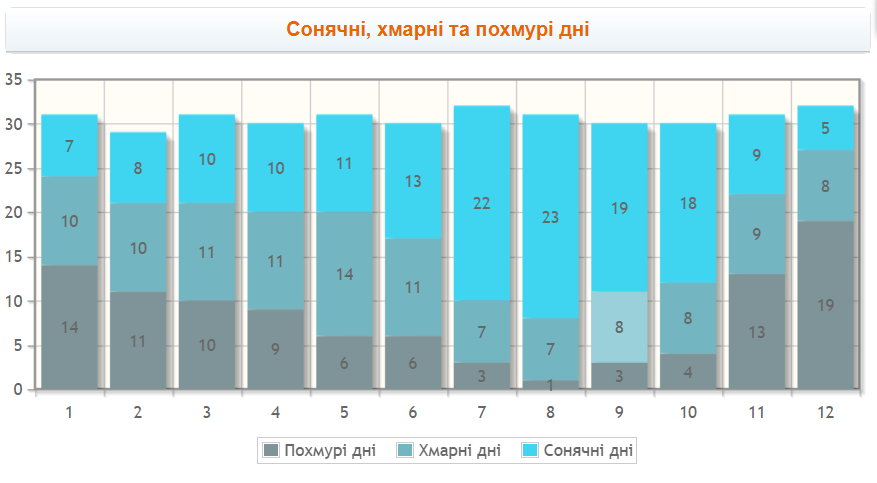 Сонячні, хмарні та похмурі дні
35
30
25
20
15
10
5
0
7 8 10 10 11 13 22 23 19 18 9 5
10 10 11 11 14 11 7 7 8 8 9 8
14 11 10 9 6 6 3 1 3 4 13 19
1 2 3 4 5 6 7 8 9 10 11 12
Похмурі дні Хмарні дні Сонячні дні